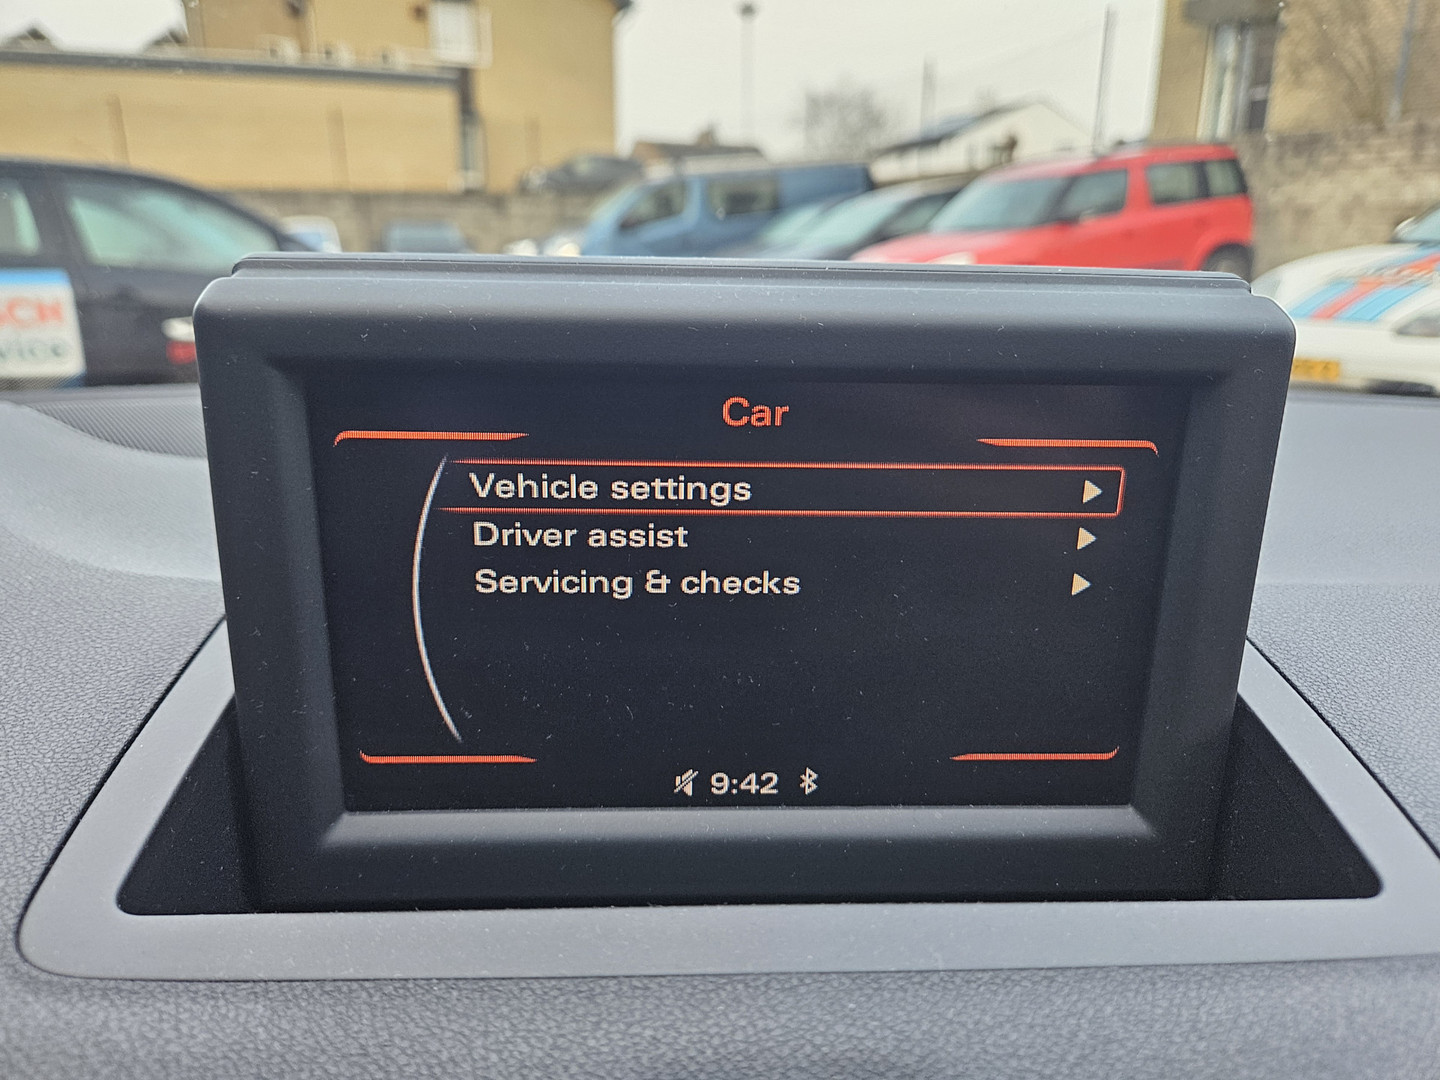 Car
Vehicle settings
Driver assist
Servicing & checks
9:42